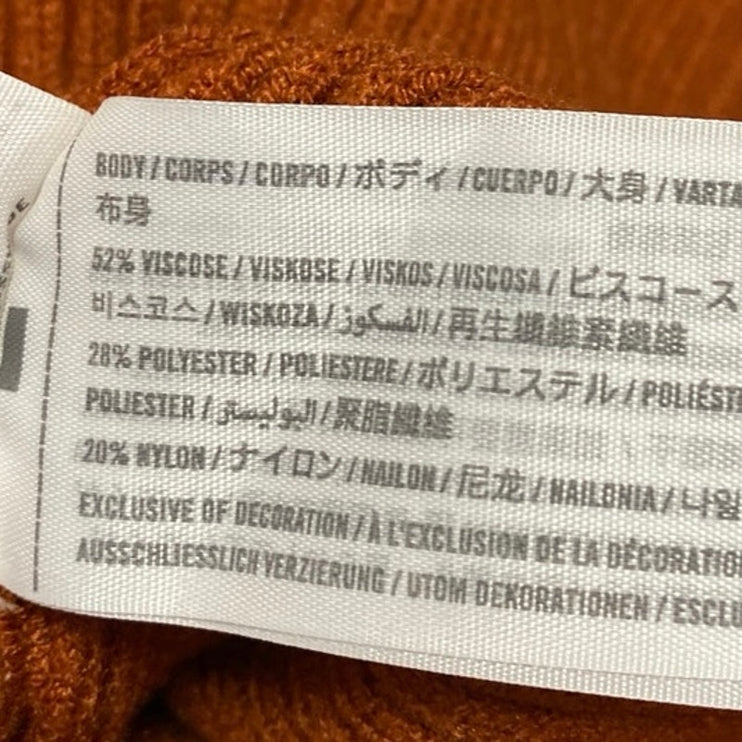 BODY / CORPS / CORPO / ボディ / CUERPO / 大身 / VARTA
布身
52% VISCOSE / VISKOSE / VISKOS / VISCOSA / ビスコース
비스코스 / WISKOZA / الفسكوز / 再生纖維素纖維
28% POLYESTER / POLIESTERE / ポリエステル / POLIÉST
POLIESTER / البوليستر / 聚脂纖維
20% NYLON / ナイロン / NAILON / 尼龙 / NAILONIA / 나일
EXCLUSIVE OF DECORATION / À L'EXCLUSION DE LA DÉCORATIO
AUSSCHLIESSLICH VERZIERUNG / UTOM DEKORATIONEN / ESCLU